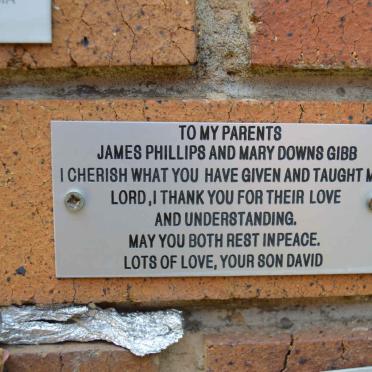 TO MY PARENTS
JAMES PHILLIPS AND MARY DOWNS GIBB
I CHERISH WHAT YOU HAVE GIVEN AND TAUGHT M
LORD ,I THANK YOU FOR THEIR LOVE
AND UNDERSTANDING.
MAY YOU BOTH REST INPEACE.
LOTS OF LOVE, YOUR SON DAVID